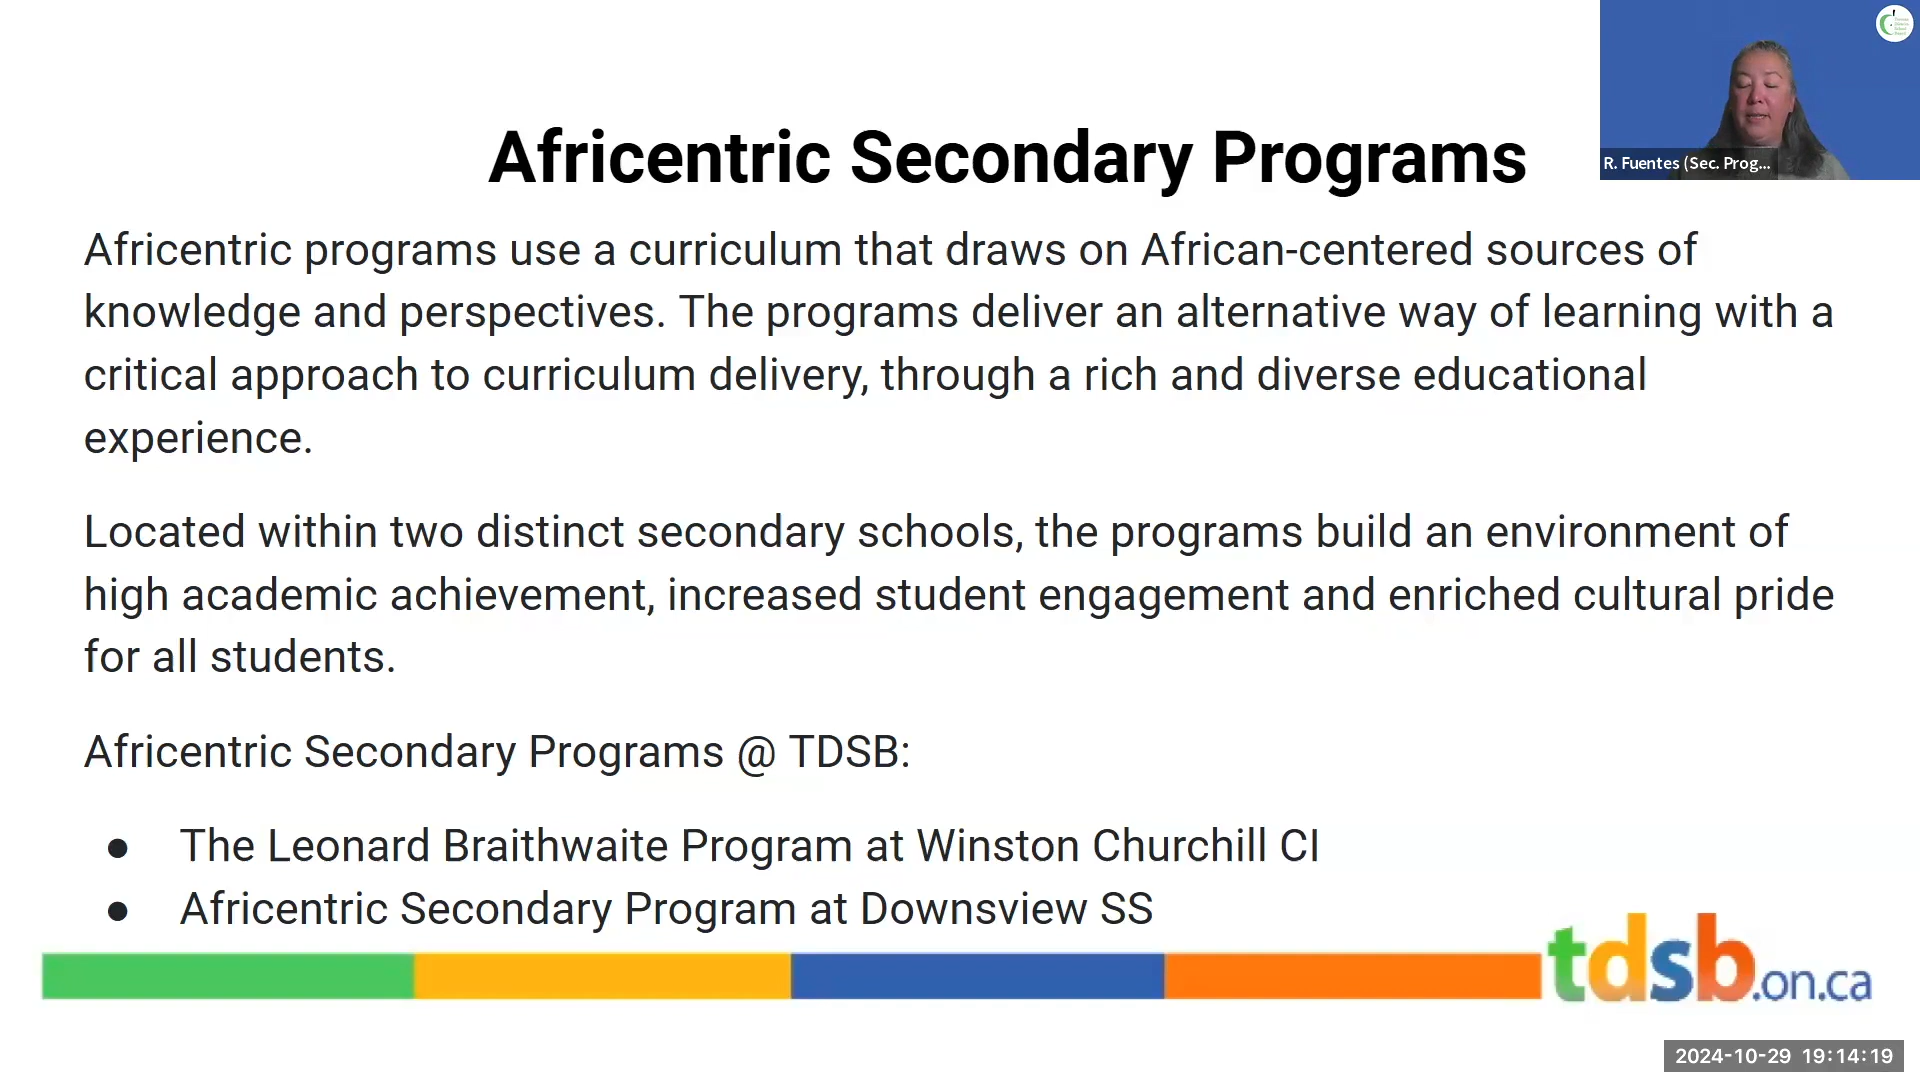 Africentric Secondary Programs
R. Fuentes (Sec. Prog...
Africentric programs use a curriculum that draws on African-centered sources of
knowledge and perspectives. The programs deliver an alternative way of learning with a
critical approach to curriculum delivery, through a rich and diverse educational
experience.
Located within two distinct secondary schools, the programs build an environment of
high academic achievement, increased student engagement and enriched cultural pride
for all students.
Africentric Secondary Programs @ TDSB:
● The Leonard Braithwaite Program at Winston Churchill CI
● Africentric Secondary Program at Downsview SS
tdsb.on.ca
2024-10-29 19:14:19